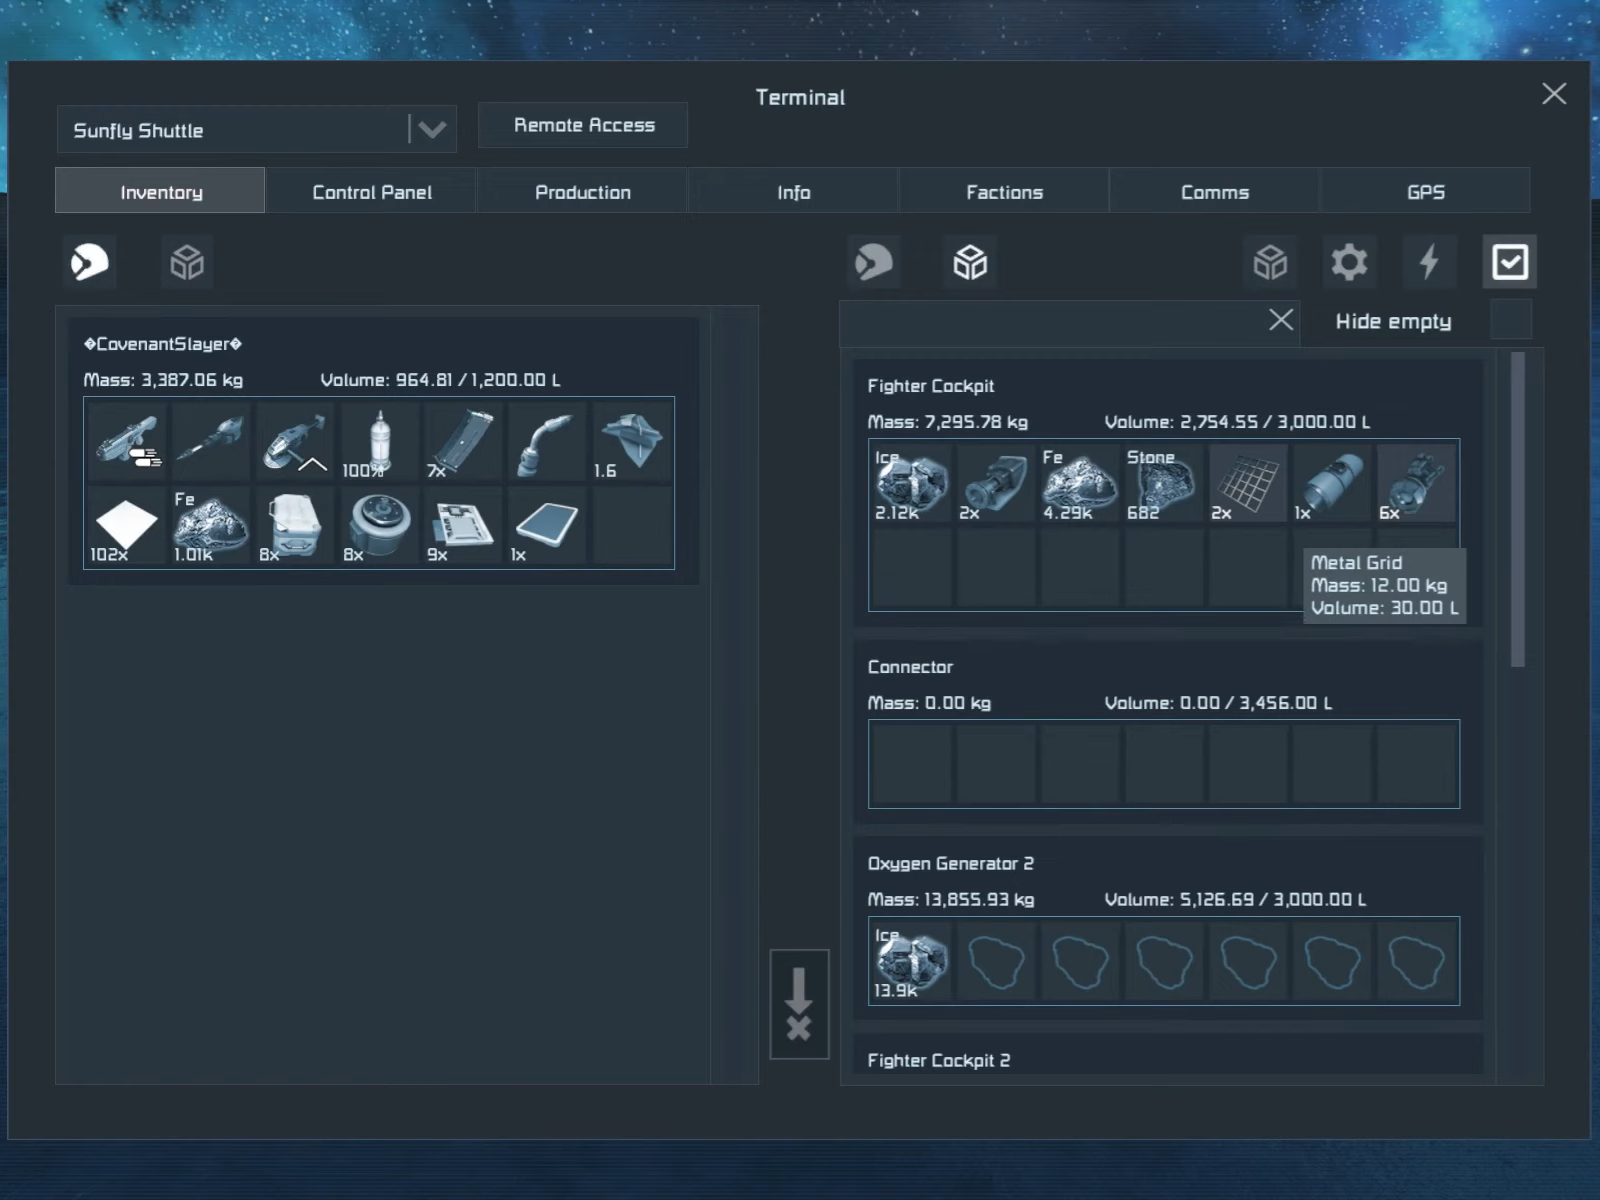 Terminal
Sunfly Shuttle
Remote Access
Inventory
Control Panel
Production
Info
Factions
Comms
GPS
�CovenantSlayer�
Mass: 3,387.06 kg
Volume: 964.81 / 1,200.00 L
100%
7x
1.6
102x
Fe
1.01k
8x
8x
9x
1x
Hide empty
Fighter Cockpit
Mass: 7,295.78 kg
Volume: 2,754.55 / 3,000.00 L
Ice
2.12k
2x
Fe
4.29k
Stone
682
2x
1x
6x
Metal Grid
Mass: 12.00 kg
Volume: 30.00 L
Connector
Mass: 0.00 kg
Volume: 0.00 / 3,456.00 L
Oxygen Generator 2
Mass: 13,855.93 kg
Volume: 5,126.69 / 3,000.00 L
Ice
13.9k
Fighter Cockpit 2